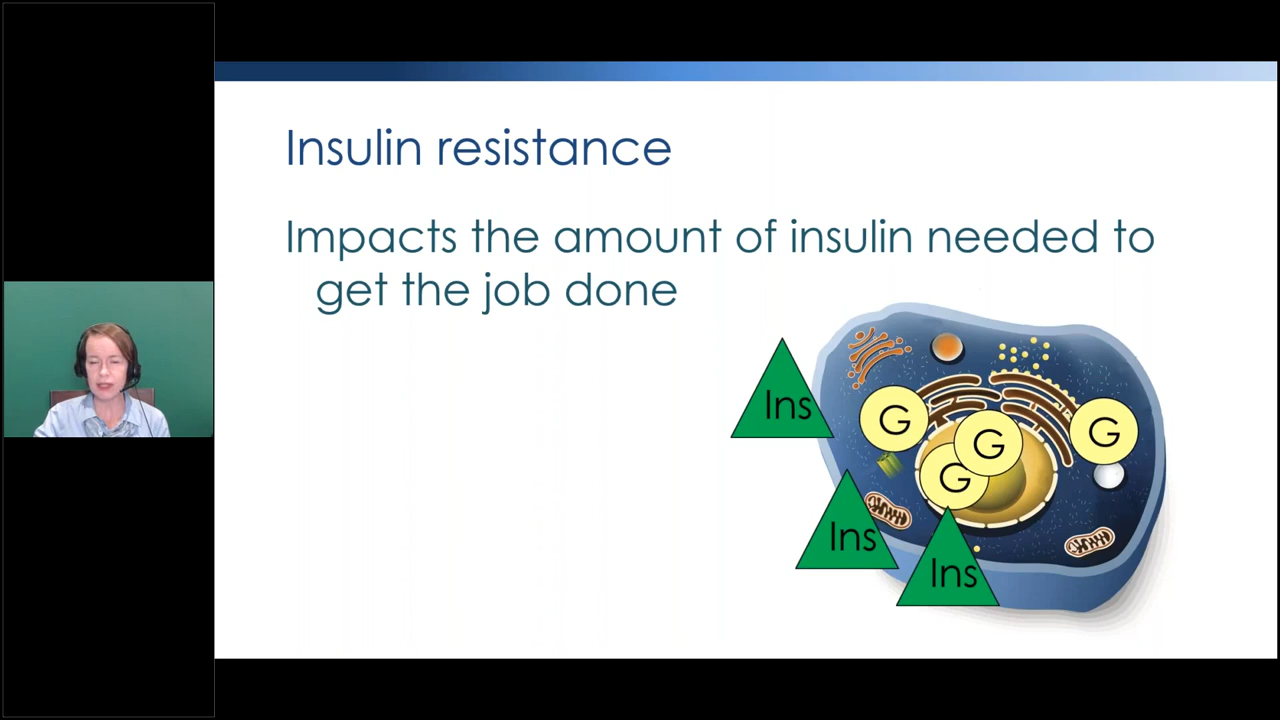 Insulin resistance
Impacts the amount of insulin needed to
get the job done
Ins
G
G
G
G
Ins
Ins